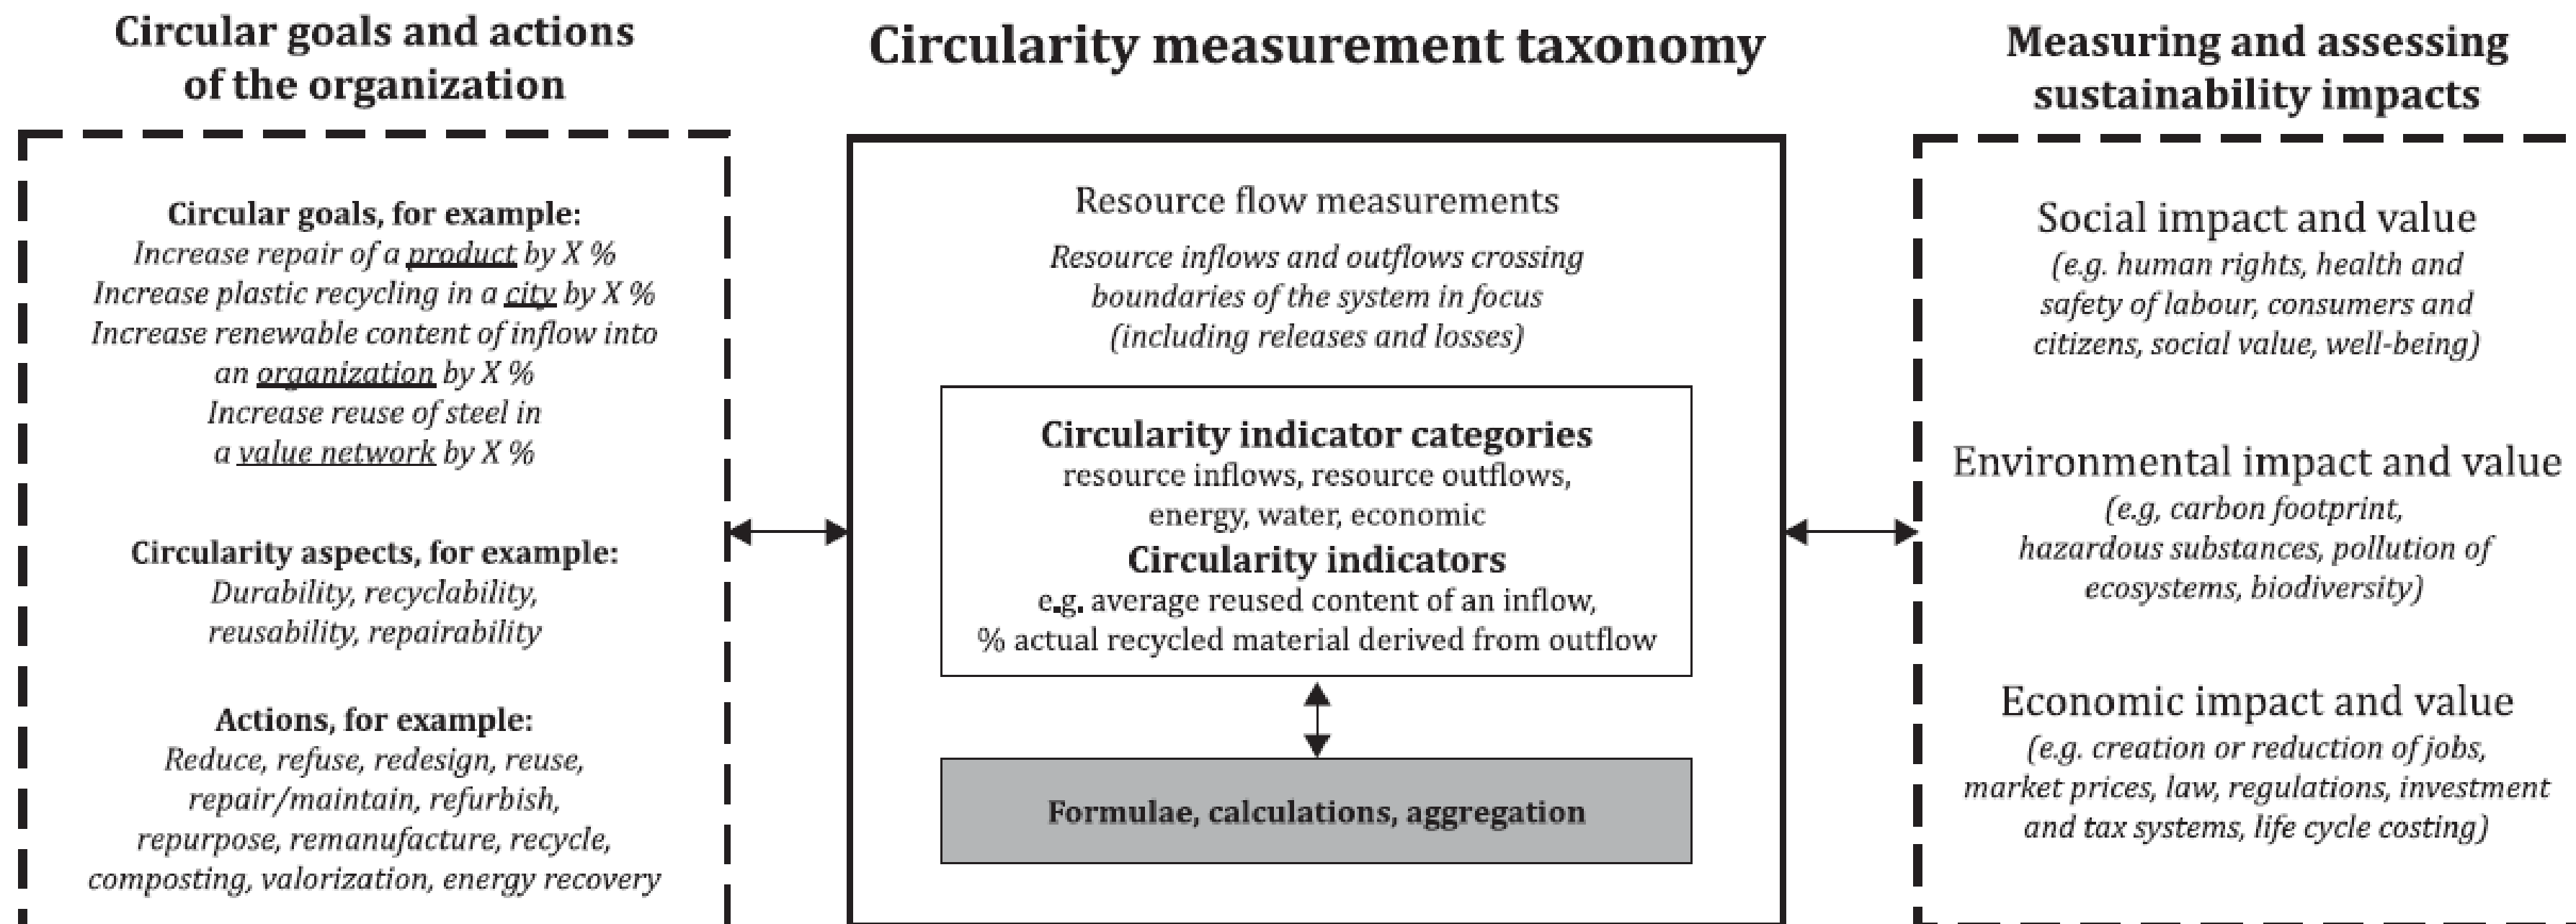 Circular goals and actions
of the organization
Circular goals, for example:
Increase repair of a product by X %
Increase plastic recycling in a city by X %
Increase renewable content of inflow into
an organization by X %
Increase reuse of steel in
a value network by X %
Circularity aspects, for example:
Durability, recyclability,
reusability, repairability
Actions, for example:
Reduce, refuse, redesign, reuse,
repair/maintain, refurbish,
repurpose, remanufacture, recycle,
composting, valorization, energy recovery
Circularity measurement taxonomy
Resource flow measurements
Resource inflows and outflows crossing
boundaries of the system in focus
(including releases and losses)
Circularity indicator categories
resource inflows, resource outflows,
energy, water, economic
Circularity indicators
e.g. average reused content of an inflow,
% actual recycled material derived from outflow
Formulae, calculations, aggregation
Measuring and assessing
sustainability impacts
Social impact and value
(e.g. human rights, health and
safety of labour, consumers and
citizens, social value, well-being)
Environmental impact and value
(e.g, carbon footprint,
hazardous substances, pollution of
ecosystems, biodiversity)
Economic impact and value
(e.g. creation or reduction of jobs,
market prices, law, regulations, investment
and tax systems, life cycle costing)